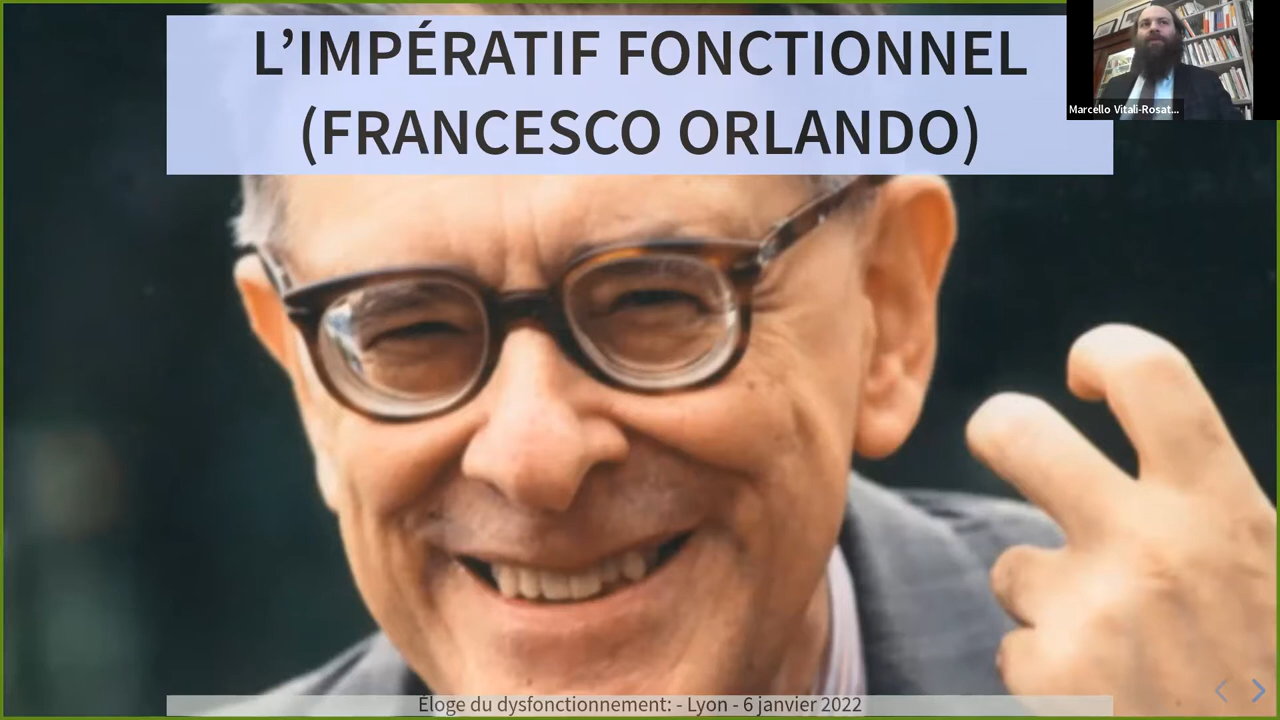 L’IMPÉRATIF FONCTIONNEL
(FRANCESCO ORLANDO)
Marcello Vitali-Rosat...
Éloge du dysfonctionnement: - Lyon - 6 janvier 2022